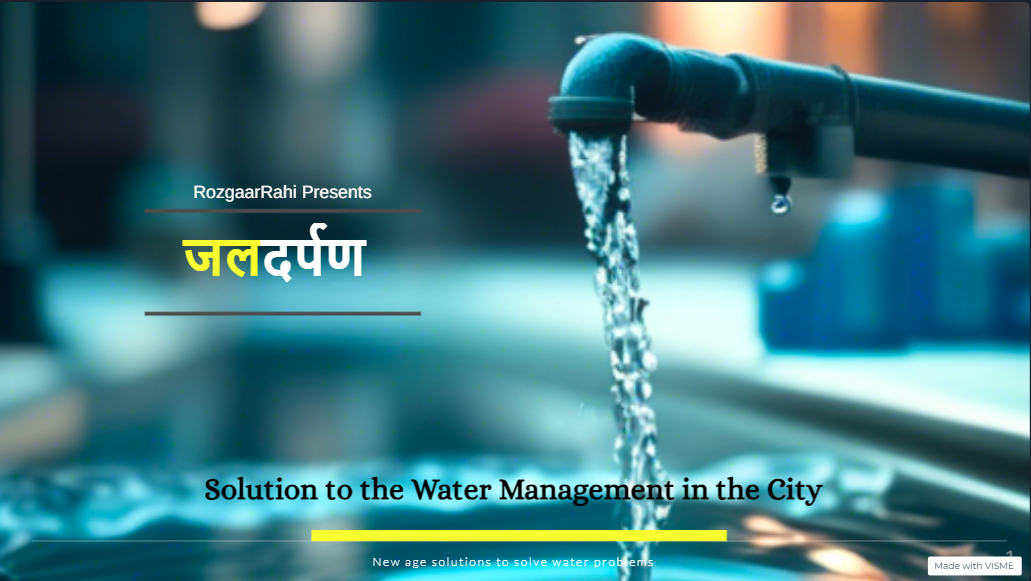 RozgaarRahi Presents
जलदर्पण
Solution to the Water Management in the City
New age solutions to solve water problems
1
Made with VISME